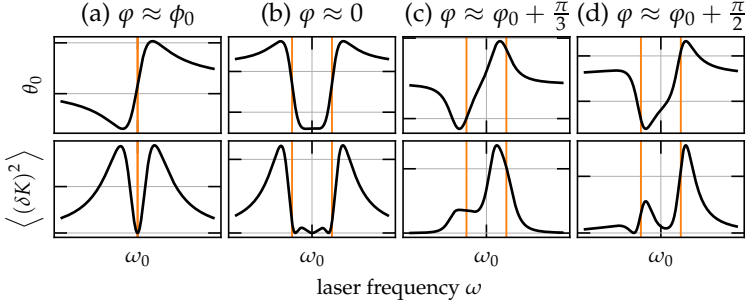 (a) φ ≈ ϕ₀ (b) φ ≈ 0 (c) φ ≈ φ₀ + π/3 (d) φ ≈ φ₀ + π/2
θ₀
⟨(δK)²⟩
ω₀ ω₀ ω₀ ω₀
laser frequency ω